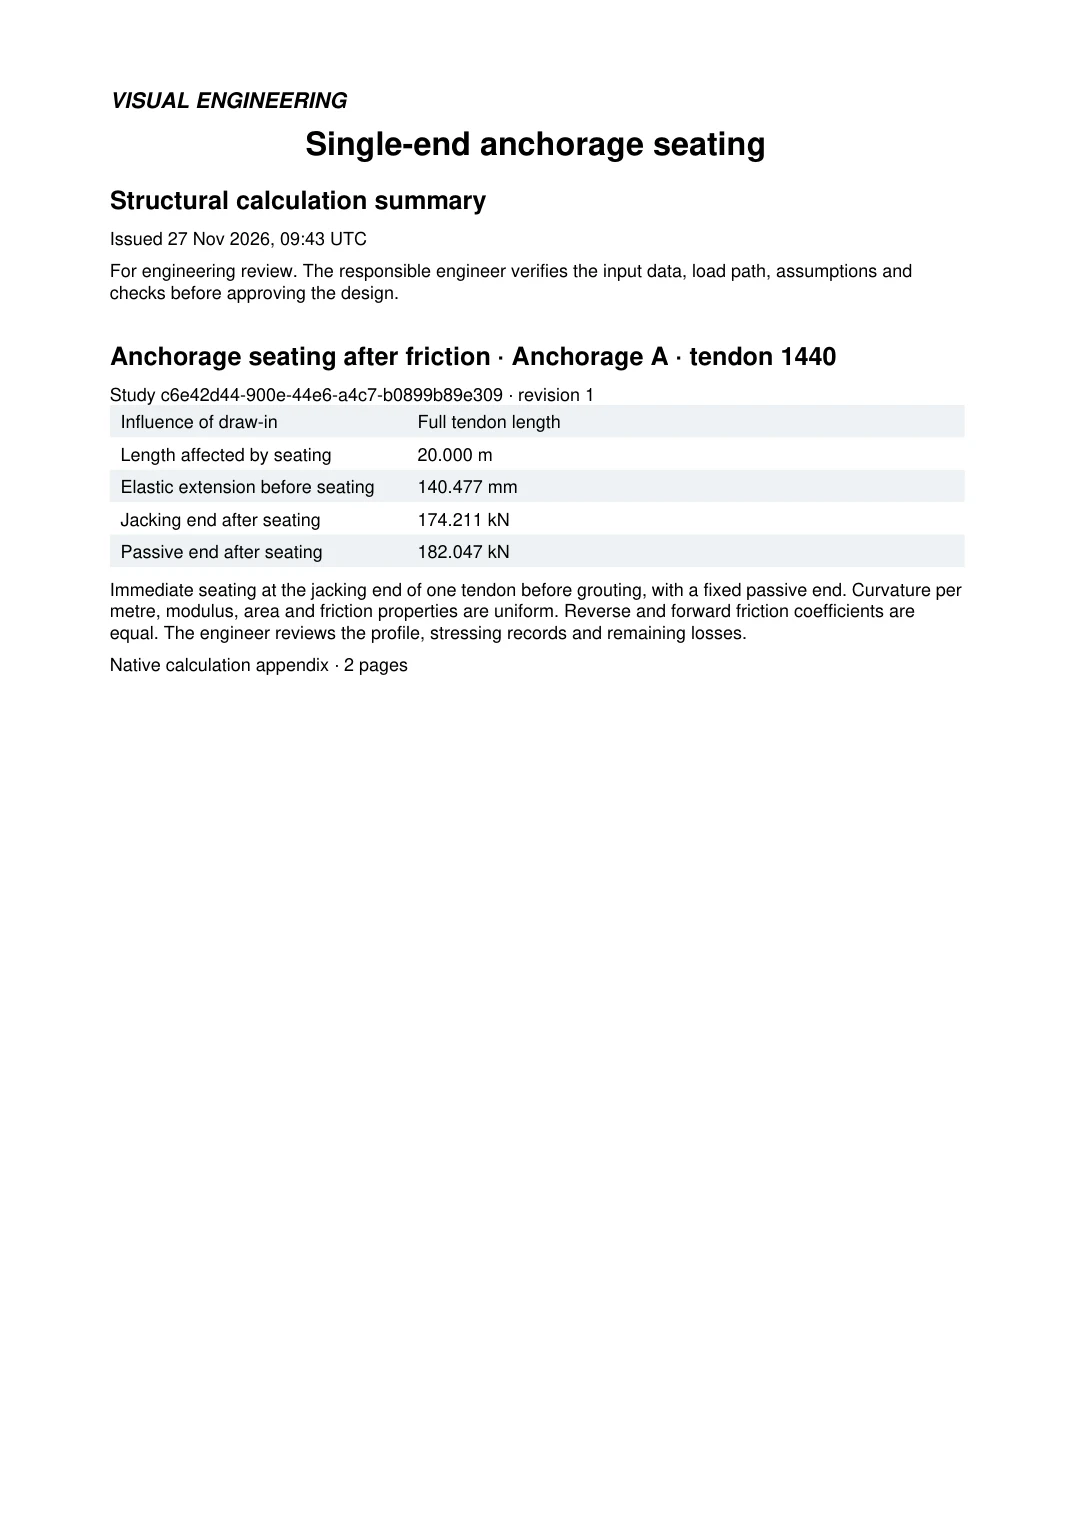 VISUAL ENGINEERING
Single-end anchorage seating
Structural calculation summary
Issued 27 Nov 2026, 09:43 UTC
For engineering review. The responsible engineer verifies the input data, load path, assumptions and
checks before approving the design.
Anchorage seating after friction · Anchorage A · tendon 1440
Study c6e42d44-900e-44e6-a4c7-b0899b89e309 · revision 1
Influence of draw-in Full tendon length
Length affected by seating 20.000 m
Elastic extension before seating 140.477 mm
Jacking end after seating 174.211 kN
Passive end after seating 182.047 kN
Immediate seating at the jacking end of one tendon before grouting, with a fixed passive end. Curvature per
metre, modulus, area and friction properties are uniform. Reverse and forward friction coefficients are
equal. The engineer reviews the profile, stressing records and remaining losses.
Native calculation appendix · 2 pages